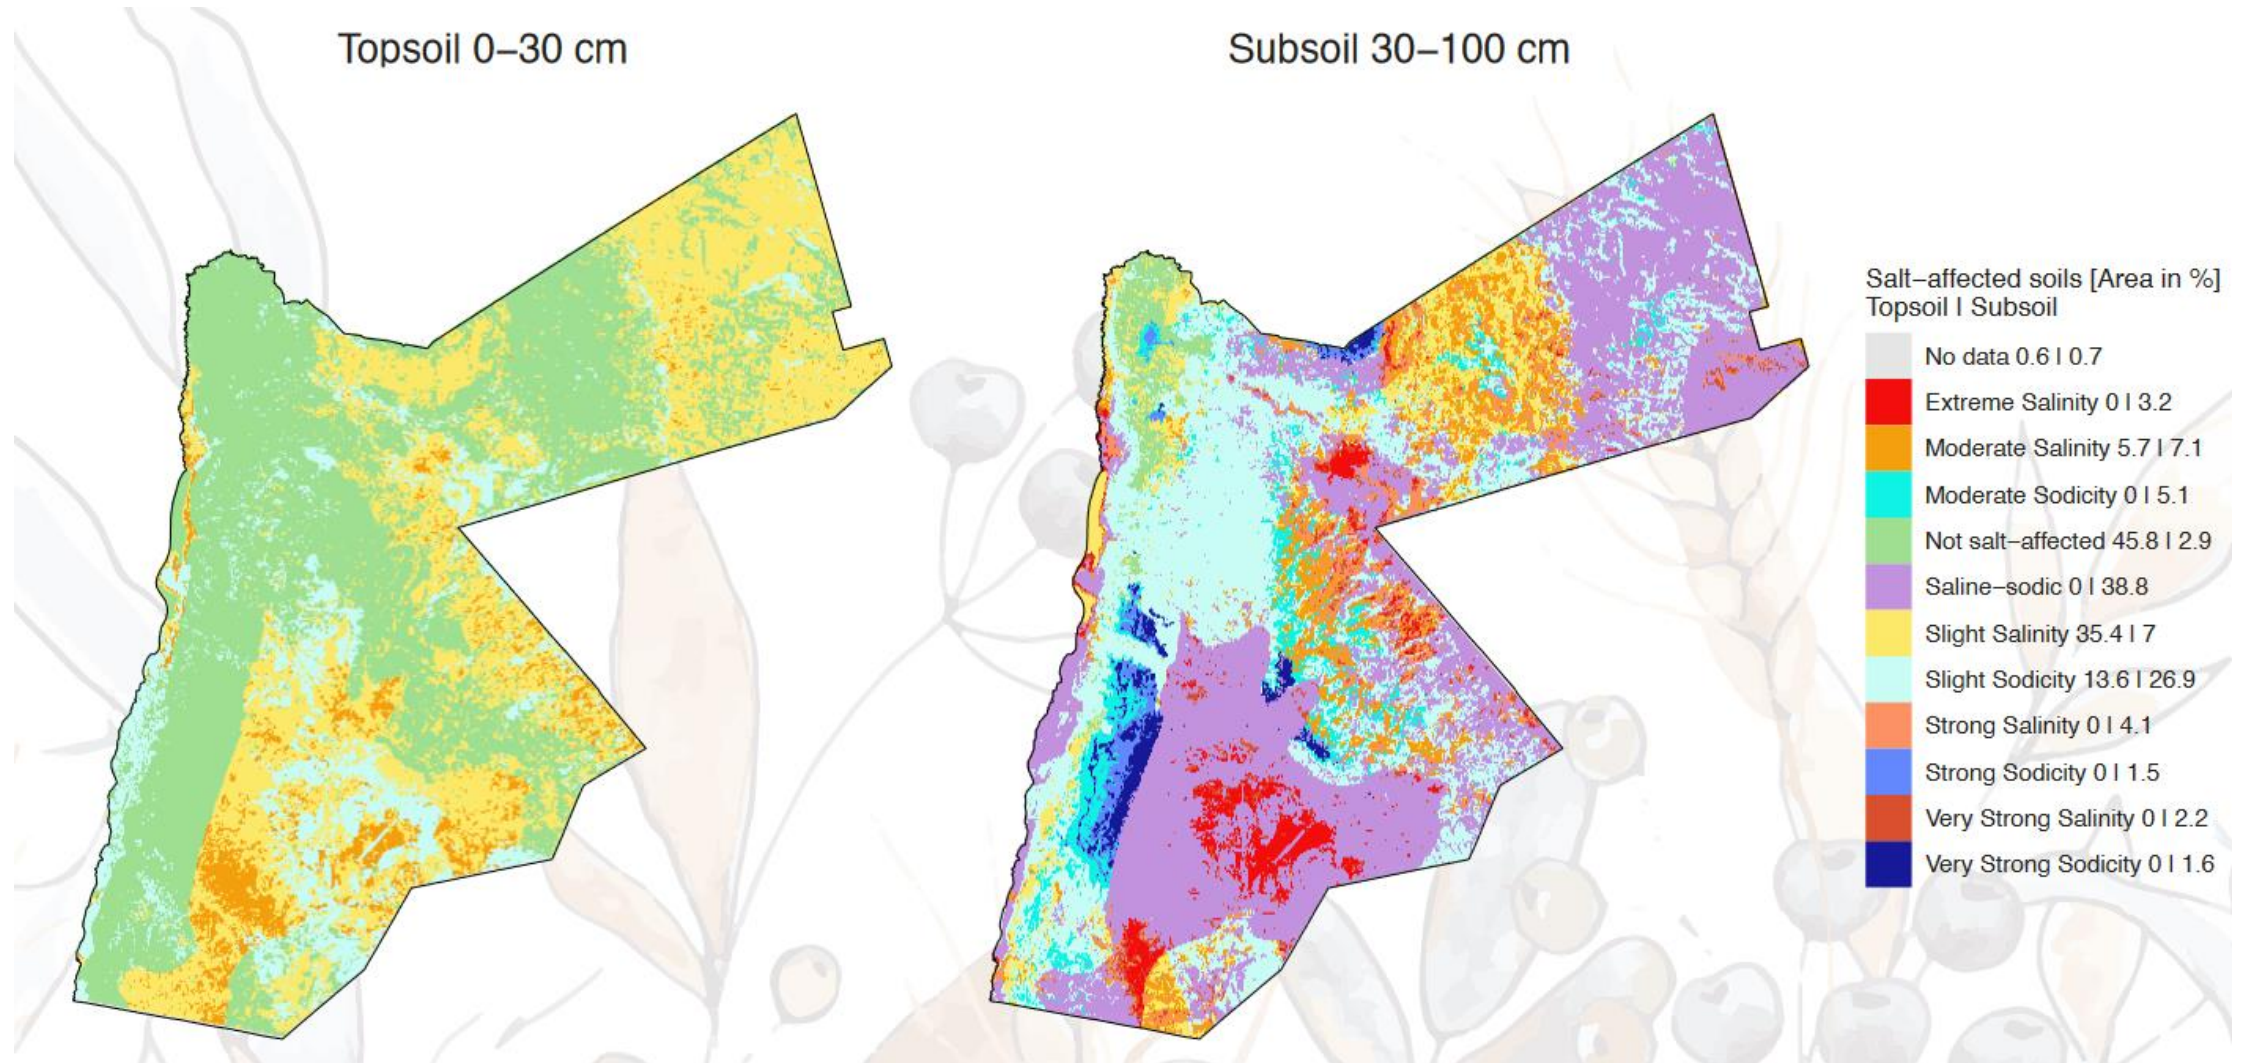 Topsoil 0–30 cm
Subsoil 30–100 cm
Salt–affected soils [Area in %]
Topsoil | Subsoil
No data 0.6 | 0.7
Extreme Salinity 0 | 3.2
Moderate Salinity 5.7 | 7.1
Moderate Sodicity 0 | 5.1
Not salt–affected 45.8 | 2.9
Saline–sodic 0 | 38.8
Slight Salinity 35.4 | 7
Slight Sodicity 13.6 | 26.9
Strong Salinity 0 | 4.1
Strong Sodicity 0 | 1.5
Very Strong Salinity 0 | 2.2
Very Strong Sodicity 0 | 1.6